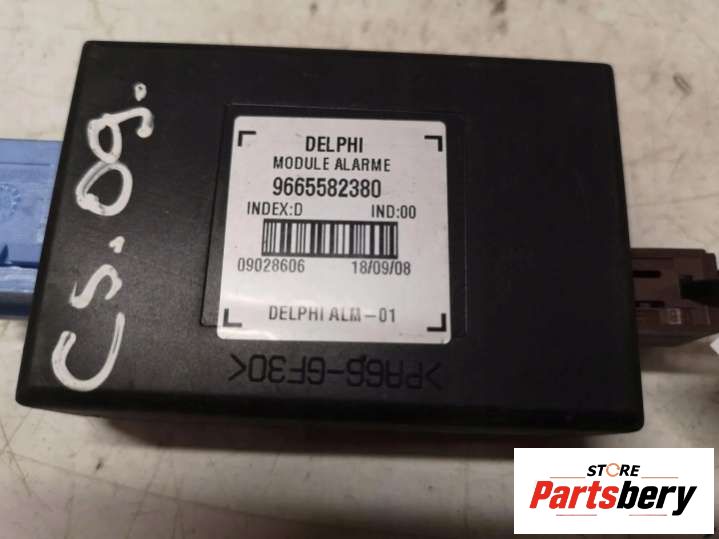 C5.09.
DELPHI
MODULE ALARME
9665582380
INDEX:D IND:00
09028606 18/09/08
DELPHI ALM-01
>PA66-GF30<
STORE
Partsbery